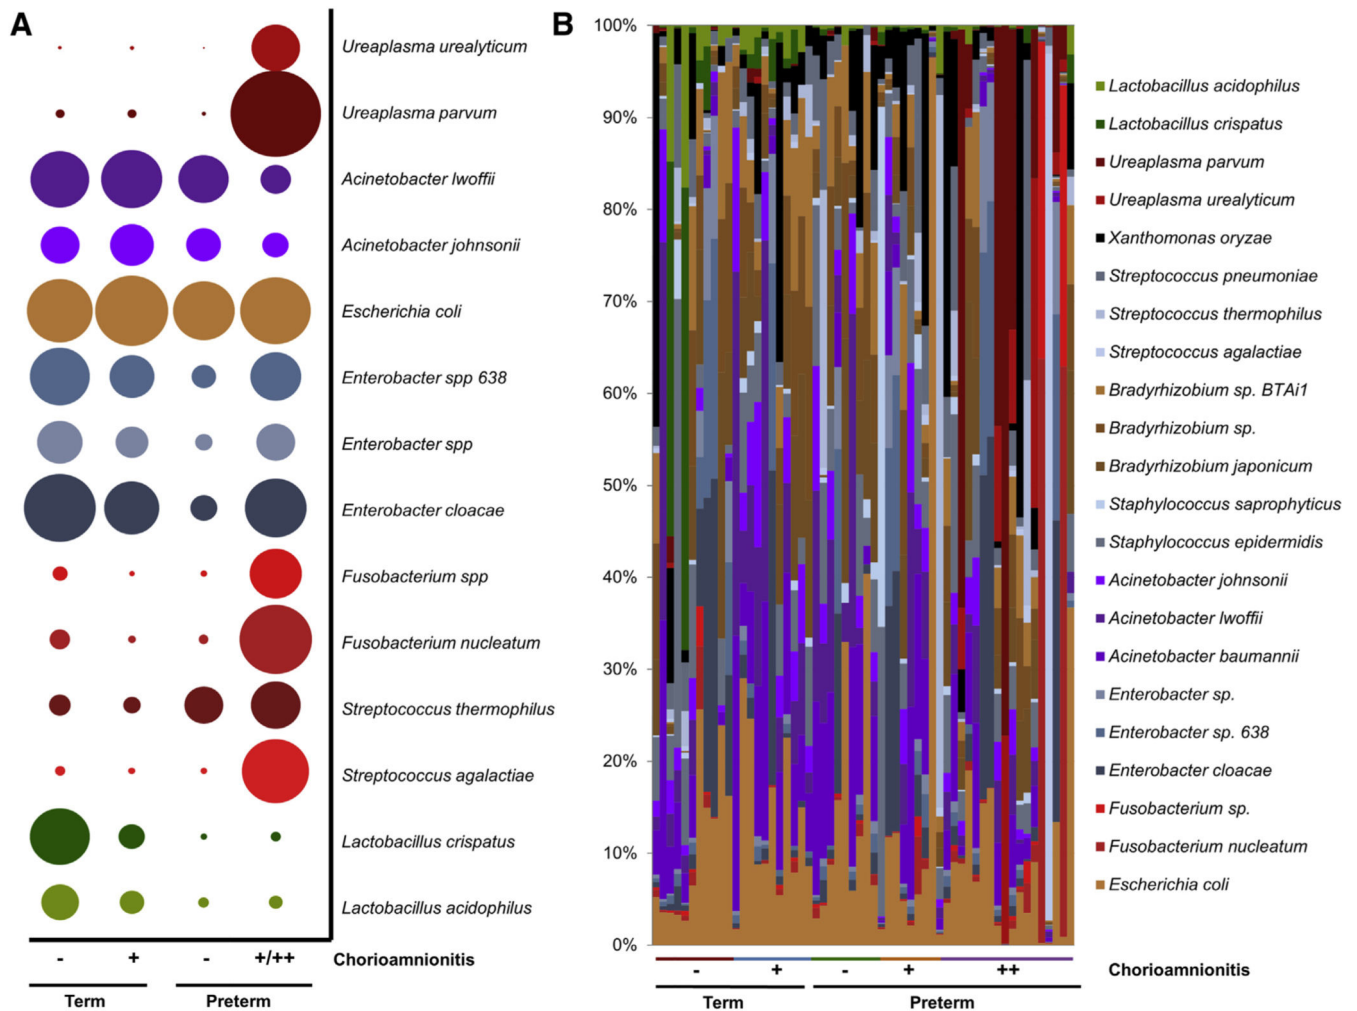 A
Ureaplasma urealyticum
Ureaplasma parvum
Acinetobacter lwoffii
Acinetobacter johnsonii
Escherichia coli
Enterobacter spp 638
Enterobacter spp
Enterobacter cloacae
Fusobacterium spp
Fusobacterium nucleatum
Streptococcus thermophilus
Streptococcus agalactiae
Lactobacillus crispatus
Lactobacillus acidophilus
- + - +/++ Chorioamnionitis
Term Preterm
B
100%
90%
80%
70%
60%
50%
40%
30%
20%
10%
0%
Lactobacillus acidophilus
Lactobacillus crispatus
Ureaplasma parvum
Ureaplasma urealyticum
Xanthomonas oryzae
Streptococcus pneumoniae
Streptococcus thermophilus
Streptococcus agalactiae
Bradyrhizobium sp. BTAi1
Bradyrhizobium sp.
Bradyrhizobium japonicum
Staphylococcus saprophyticus
Staphylococcus epidermidis
Acinetobacter johnsonii
Acinetobacter lwoffii
Acinetobacter baumannii
Enterobacter sp.
Enterobacter sp. 638
Enterobacter cloacae
Fusobacterium sp.
Fusobacterium nucleatum
Escherichia coli
- + - + ++ Chorioamnionitis
Term Preterm